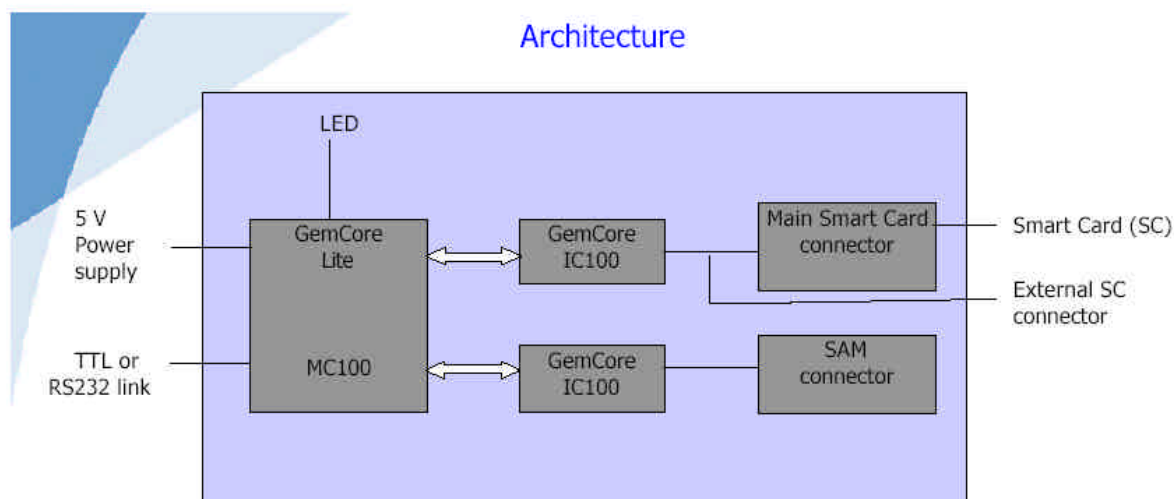 Architecture
LED
5 V
Power
supply
GemCore
Lite
MC100
TTL or
RS232 link
GemCore
IC100
GemCore
IC100
Main Smart Card
connector
SAM
connector
Smart Card (SC)
External SC
connector